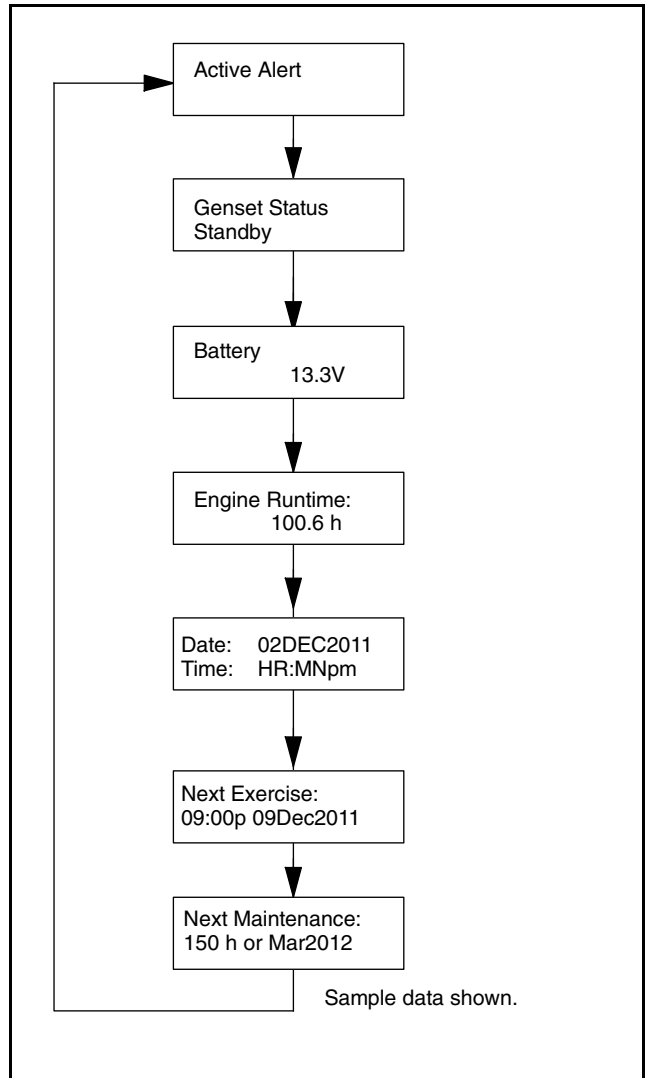 Active Alert
Genset Status
Standby
Battery
13.3V
Engine Runtime:
100.6 h
Date: 02DEC2011
Time: HR:MNpm
Next Exercise:
09:00p 09Dec2011
Next Maintenance:
150 h or Mar2012
Sample data shown.